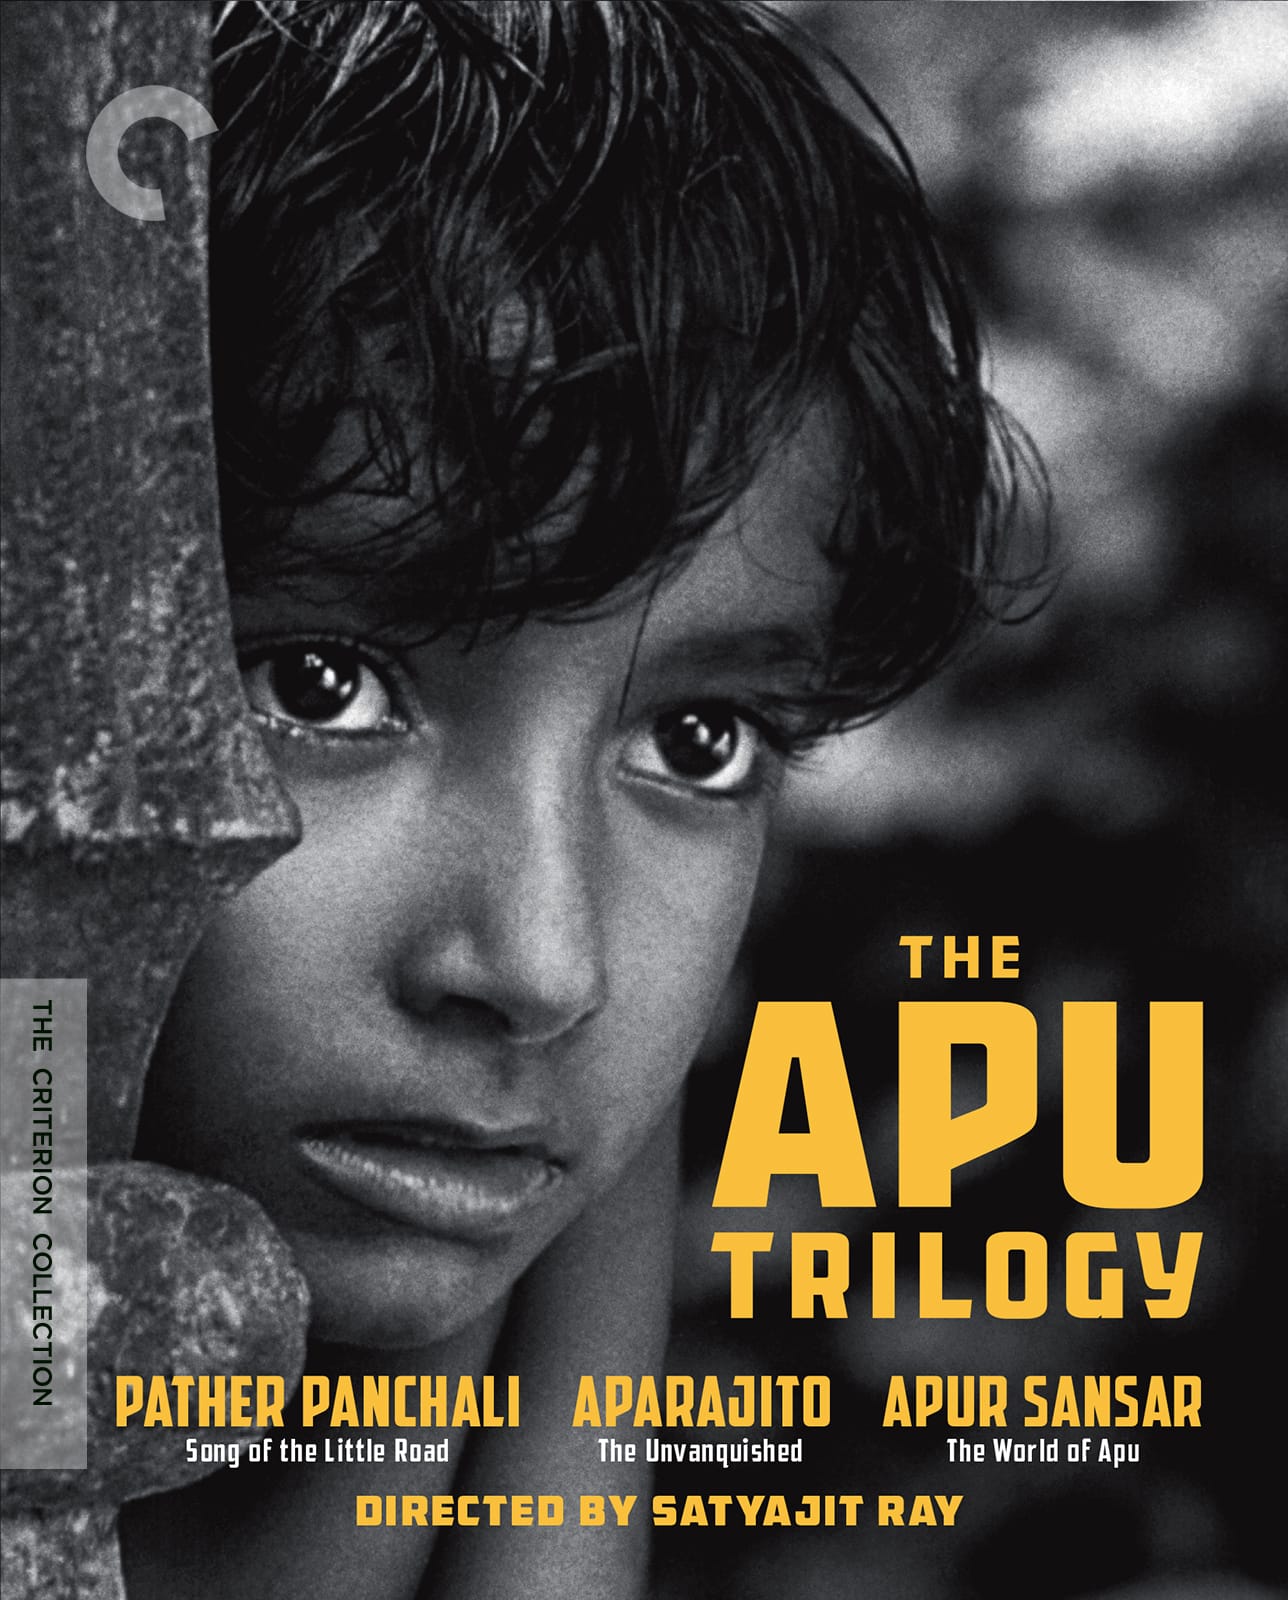 THE CRITERION COLLECTION
THE
APU
TRILOGY
PATHER PANCHALI
Song of the Little Road
APARAJITO
The Unvanquished
APUR SANSAR
The World of Apu
DIRECTED BY SATYAJIT RAY